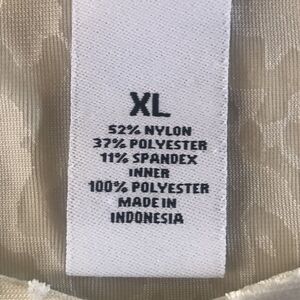 XL
52% NYLON
37% POLYESTER
11% SPANDEX
INNER
100% POLYESTER
MADE IN
INDONESIA